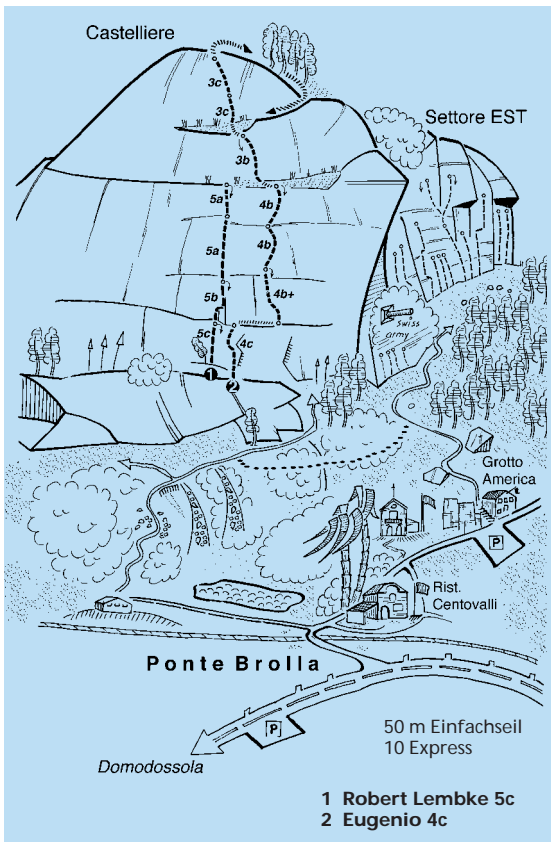 Castelliere
Settore EST
3c
3c
3b
5a
4b
5a
4b
5b
4b+
5c
4c
1
2
swiss
army
Grotto
America
P
Rist.
Centovalli
Ponte Brolla
P
Domodossola
50 m Einfachseil
10 Express
1 Robert Lembke 5c
2 Eugenio 4c